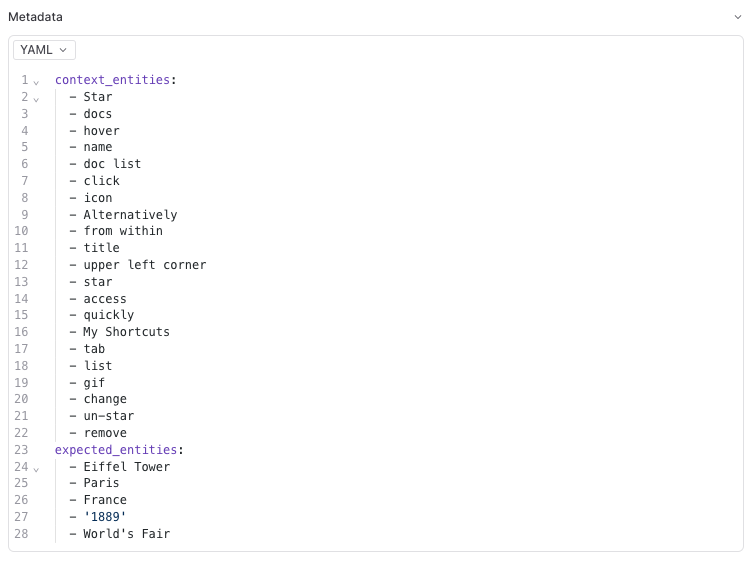 Metadata
YAML
1 context_entities:
2 - Star
3 - docs
4 - hover
5 - name
6 - doc list
7 - click
8 - icon
9 - Alternatively
10 - from within
11 - title
12 - upper left corner
13 - star
14 - access
15 - quickly
16 - My Shortcuts
17 - tab
18 - list
19 - gif
20 - change
21 - un-star
22 - remove
23 expected_entities:
24 - Eiffel Tower
25 - Paris
26 - France
27 - '1889'
28 - World's Fair